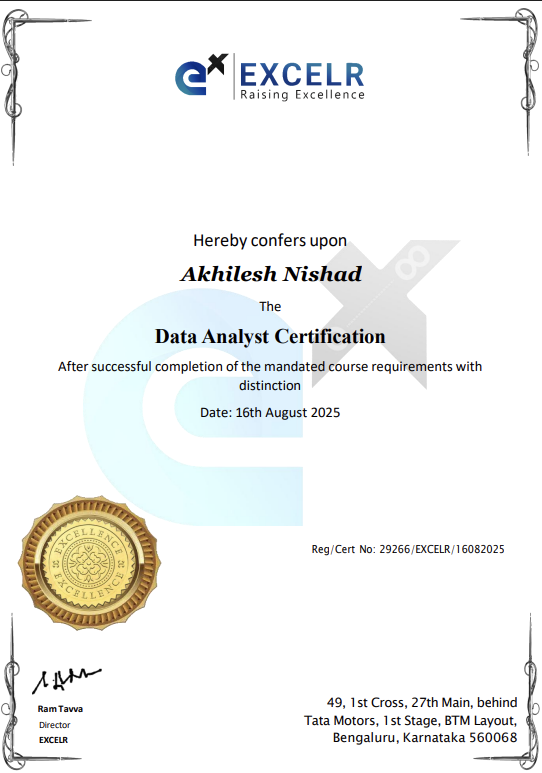 EXCELR
Raising Excellence
Hereby confers upon
Akhilesh Nishad
The
Data Analyst Certification
After successful completion of the mandated course requirements with
distinction
Date: 16th August 2025
EXCELLENCE
EXCELLENCE
Reg/Cert No: 29266/EXCELR/16082025
Ram Tavva
Director
EXCELR
49, 1st Cross, 27th Main, behind
Tata Motors, 1st Stage, BTM Layout,
Bengaluru, Karnataka 560068